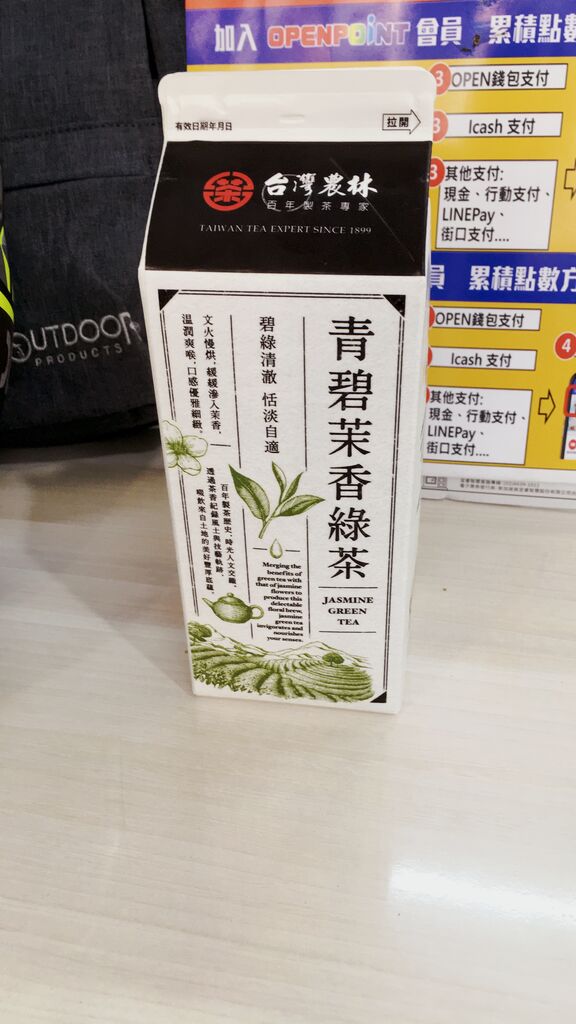 加入 OPENPOINT 會員 累積點數
3 OPEN錢包支付
3 Icash 支付
3 其他支付:
現金、行動支付、
LINEPay、
街口支付....
員 累積點數方
OPEN錢包支付
4
Icash 支付
其他支付:
現金、行動支付、
LINEPay、
街口支付....
OUTDOOR
PRODUCTS
有效日期年月日
拉開
茶
台灣農林
百年製茶專家
TAIWAN TEA EXPERT SINCE 1899
青碧茉香綠茶
JASMINE
GREEN
TEA
碧綠清澈 恬淡自適
文火慢烘,緩緩滲入茉香,
溫潤爽喉,口感優雅細緻。
百年製茶歷史,時光人文交織,
透過茶香紀錄風土與技藝軌跡,
啜飲來自土地的美好豐厚底蘊。
Merging the
benefits of
green tea with
that of jasmine
flowers to
produce this
delectable
floral brew,
jasmine
green tea
invigorates and
nourishes
your senses.